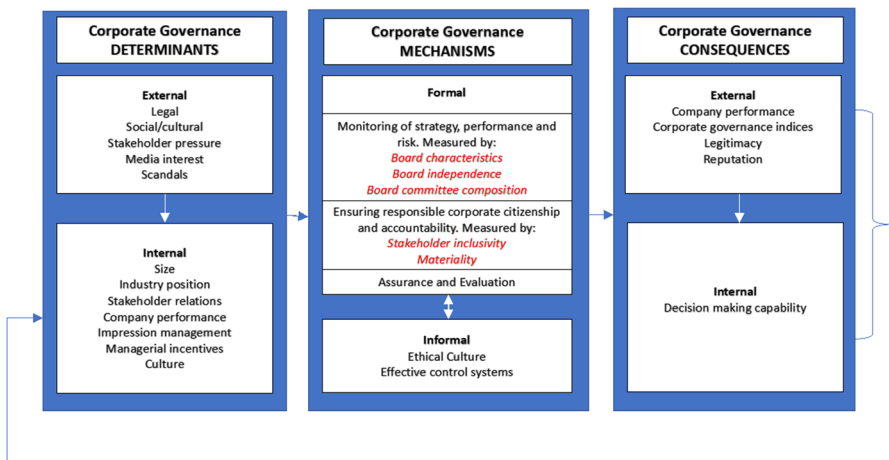 Corporate Governance
DETERMINANTS
External
Legal
Social/cultural
Stakeholder pressure
Media interest
Scandals
Internal
Size
Industry position
Stakeholder relations
Company performance
Impression management
Managerial incentives
Culture
Corporate Governance
MECHANISMS
Formal
Monitoring of strategy, performance and
risk. Measured by:
Board characteristics
Board independence
Board committee composition
Ensuring responsible corporate citizenship
and accountability. Measured by:
Stakeholder inclusivity
Materiality
Assurance and Evaluation
Informal
Ethical Culture
Effective control systems
Corporate Governance
CONSEQUENCES
External
Company performance
Corporate governance indices
Legitimacy
Reputation
Internal
Decision making capability